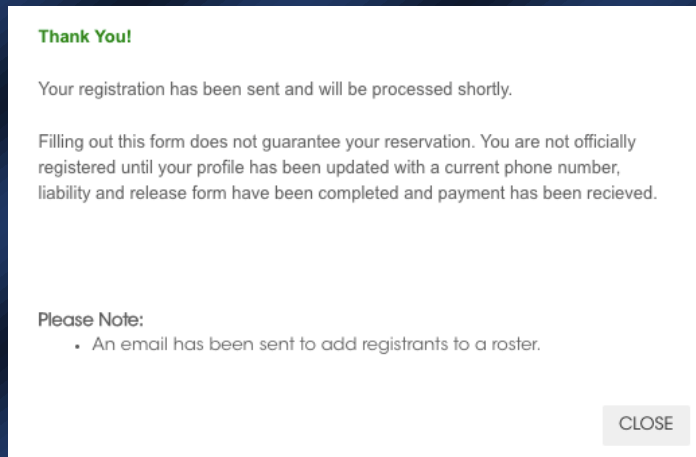 Thank You!
Your registration has been sent and will be processed shortly.
Filling out this form does not guarantee your reservation. You are not officially
registered until your profile has been updated with a current phone number,
liability and release form have been completed and payment has been recieved.
Please Note:
• An email has been sent to add registrants to a roster.
CLOSE